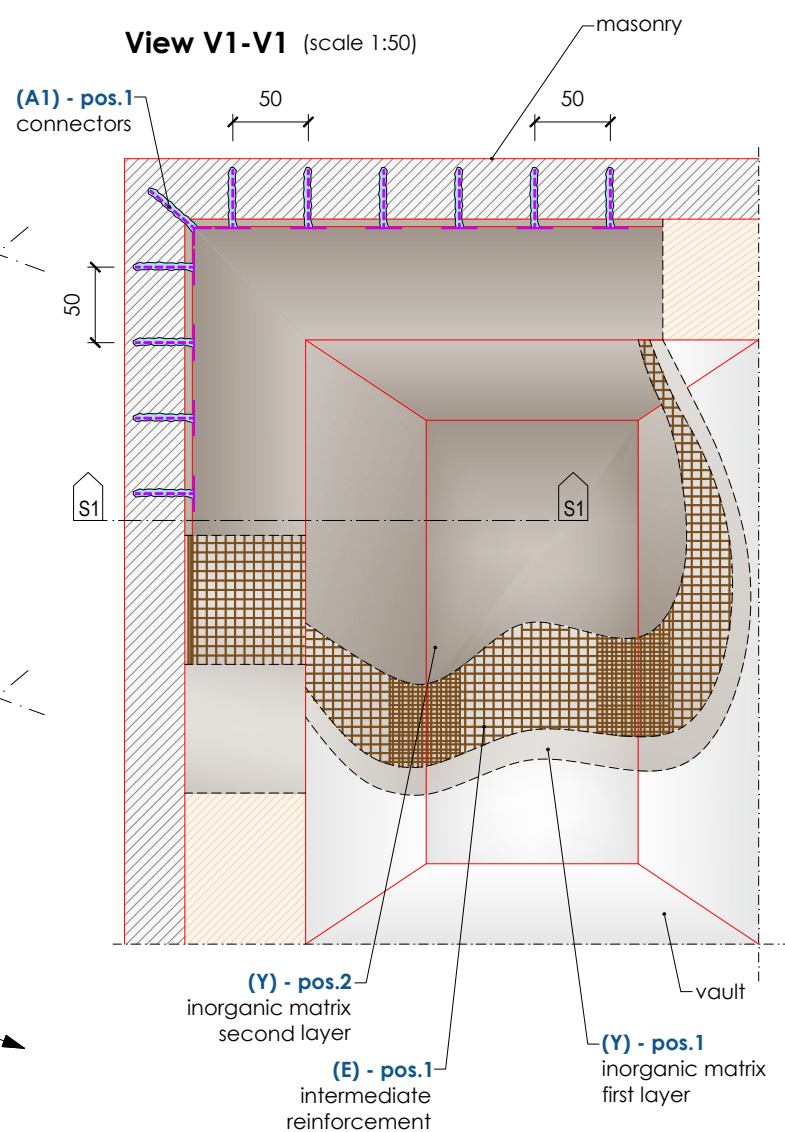 View V1-V1 (scale 1:50)
masonry
(A1) - pos.1
connectors
50
50
50
S1
S1
(Y) - pos.2
inorganic matrix
second layer
vault
(Y) - pos.1
inorganic matrix
first layer
(E) - pos.1
intermediate
reinforcement